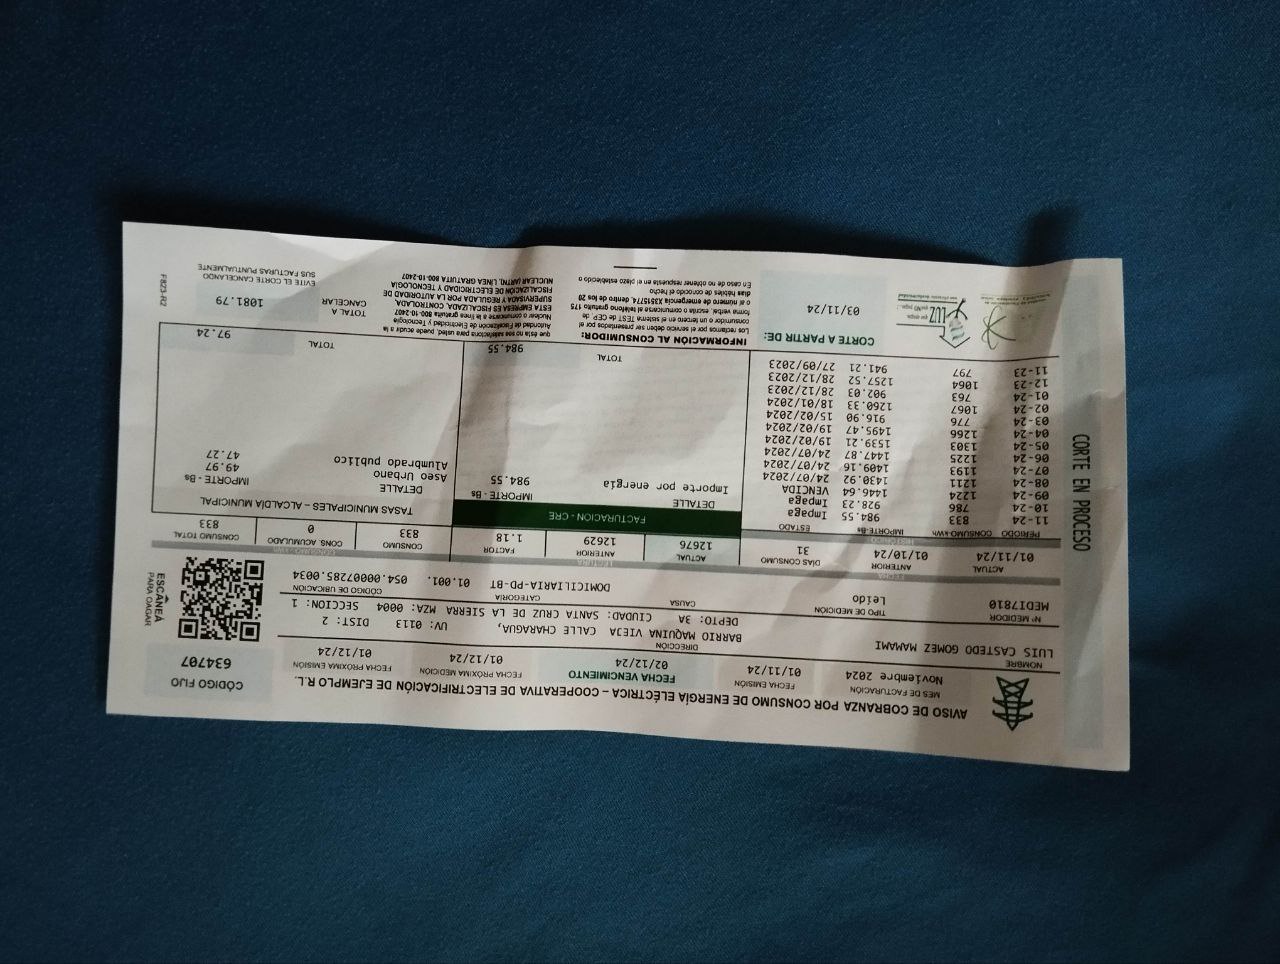 AVISO DE COBRANZA POR CONSUMO DE ENERGÍA ELÉCTRICA – COOPERATIVA DE ELECTRIFICACIÓN DE EJEMPLO R.L.
CÓDIGO FIJO
634707
MES DE FACTURACIÓN
Noviembre 2024
FECHA EMISIÓN
01/11/24
FECHA VENCIMIENTO
02/12/24
FECHA PRÓXIMA MEDICIÓN
01/12/24
FECHA PRÓXIMA EMISIÓN
01/12/24
NOMBRE
LUIS CASTEDO GOMEZ MAMAMI
DIRECCIÓN
BARRIO MAQUINA VIEJA CALLE CHARAGUA, UV: 0113 DIST: 2
DEPTO: 3A CIUDAD: SANTA CRUZ DE LA SIERRA MZA: 0004 SECCION: 1
Nº MEDIDOR
MEDI7810
TIPO DE MEDICIÓN
Leído
CAUSA
CATEGORÍA
DOMICILIARIA-PD-BT
CÓDIGO DE UBICACIÓN
01.001. 054.00007285.0034
ESCANEÁ
PARA OAGAR
FECHA
ACTUAL
01/11/24
ANTERIOR
01/10/24
DÍAS CONSUMO
31
LECTURA
ACTUAL
12676
ANTERIOR
12629
FACTOR
1.18
CONSUMO-kWh
CONSUMO
833
CONS. ACUMULADO
0
CONSUMO TOTAL
833
HISTÓRICO
PERIODO CONSUMO-kWh IMPORTE-Bs ESTADO
11-24 833 984.55 Impaga
10-24 786 928.23 Impaga
09-24 1224 1446.64 VENCIDA
08-24 1211 1430.92 24/07/2024
07-24 1193 1409.16 24/07/2024
06-24 1225 1447.87 24/07/2024
05-24 1303 1539.21 19/02/2024
04-24 1266 1495.47 19/02/2024
03-24 776 916.90 15/02/2024
02-24 1067 1260.33 18/01/2024
01-24 763 902.03 28/12/2023
12-23 1064 1257.52 28/12/2023
11-23 797 941.21 27/09/2023
FACTURACION - CRE
DETALLE IMPORTE - Bs
Importe por energía 984.55
TOTAL 984.55
TASAS MUNICIPALES – ALCALDÍA MUNICIPAL
DETALLE IMPORTE - Bs
Aseo Urbano 49.97
Alumbrado publico 47.27
TOTAL 97.24
CORTE EN PROCESO
CORTE A PARTIR DE:
03/11/24
LUZ
INFORMACIÓN AL CONSUMIDOR:
Los reclamos por el servicio deben ser presentados por el
consumidor o un tercero en el sistema TEST de CEP, de
forma verbal, escrita o comunicarse al teléfono gratuito 175
o al número de emergencia X3515774 dentro de los 20
días hábiles de conocido el hecho
En caso de no obtener respuesta en el plazo establecido o
que ésta no sea satisfactoria para usted, puede acudir a la
Autoridad de Fiscalización de Electricidad y Tecnología
Nuclear o comunicarse a la línea gratuita 800-10-2407
ESTA EMPRESA ES FISCALIZADA, CONTROLADA,
SUPERVISADA Y REGULADA POR LA AUTORIDAD DE
FISCALIZACIÓN DE ELECTRICIDAD Y TECNOLOGÍA
NUCLEAR (AETN), LÍNEA GRATUITA 800-10-2407
TOTAL A
CANCELAR
1081.79
EVITE EL CORTE CANCELANDO
SUS FACTURAS PUNTUALMENTE
F823-R2